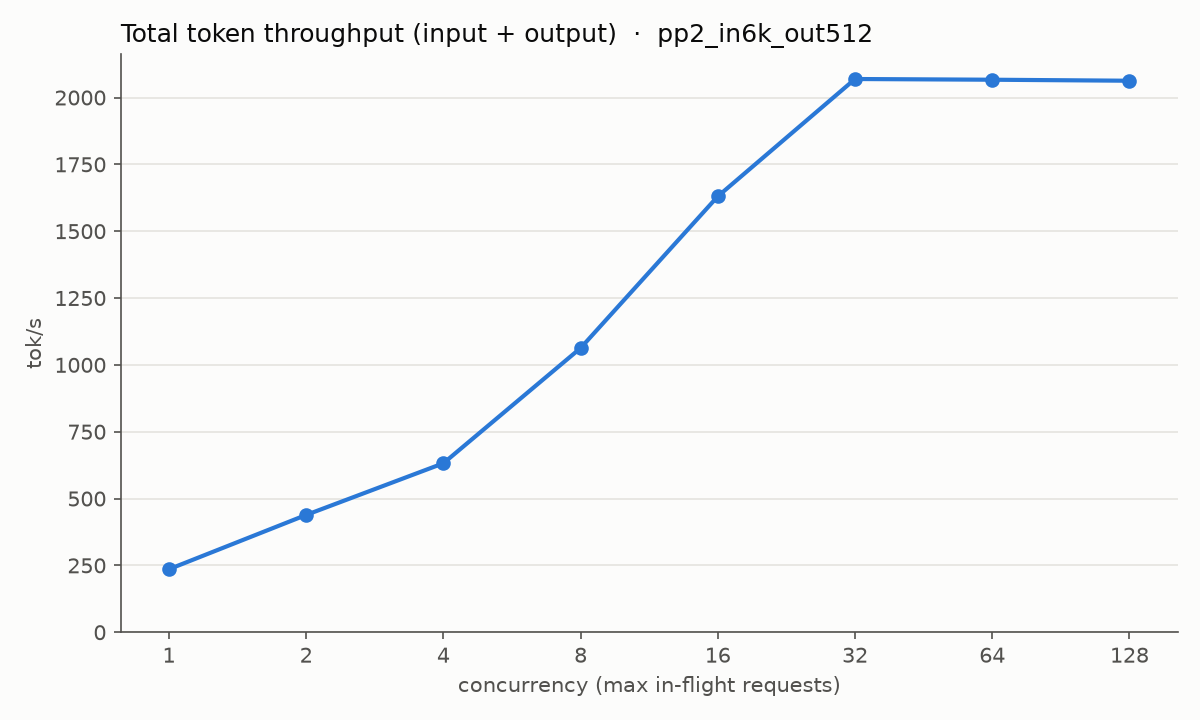 Total token throughput (input + output)  ·  pp2_in6k_out512
tok/s
2000
1750
1500
1250
1000
750
500
250
0
1 2 4 8 16 32 64 128
concurrency (max in-flight requests)